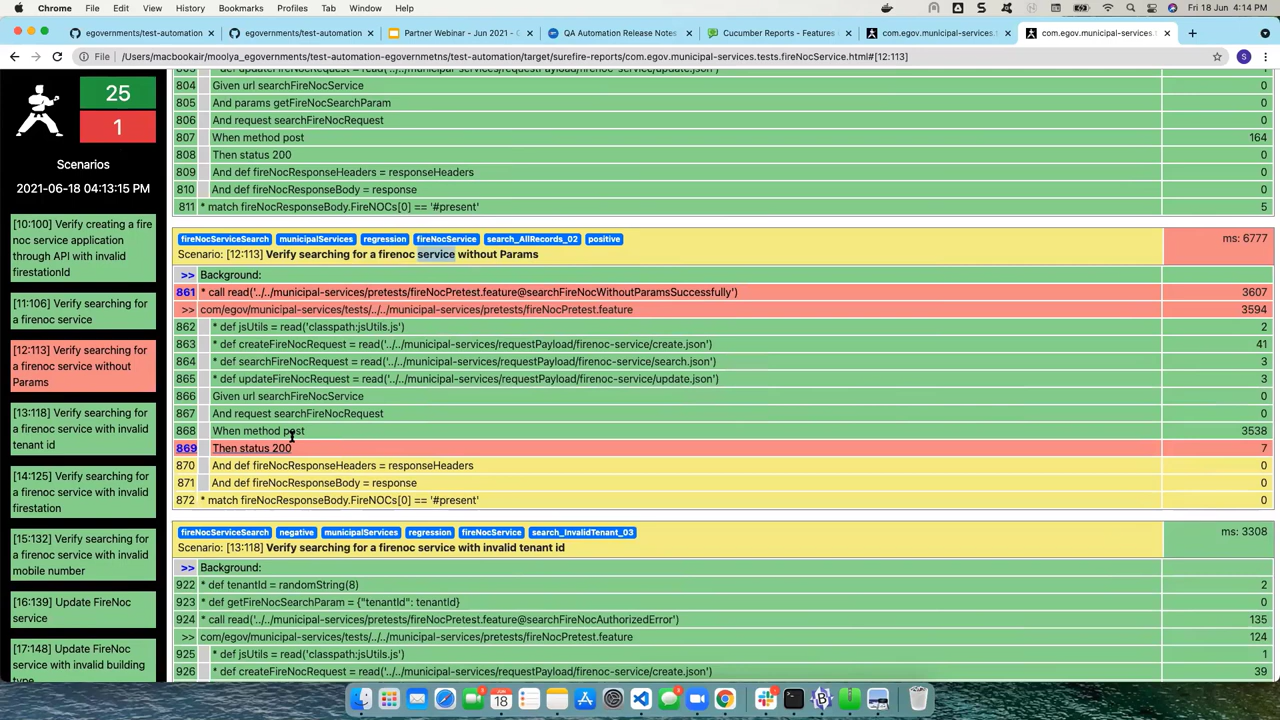 Chrome File Edit View History Bookmarks Profiles Tab Window Help Fri 18 Jun 4:14 PM
egovernments/test-automation egovernments/test-automation Partner Webinar - Jun 2021 - C QA Automation Release Notes Cucumber Reports - Features com.egov.municipal-services.t com.egov.municipal-services.te
File /Users/macbookair/moolya_egovernments/test-automation-egovernmetns/test-automation/target/surefire-reports/com.egov.municipal-services.tests.fireNocService.html#[12:113] S
25
1
Scenarios
2021-06-18 04:13:15 PM
[10:100] Verify creating a fire
noc service application
through API with invalid
firestationId
[11:106] Verify searching for
a firenoc service
[12:113] Verify searching for
a firenoc service without
Params
[13:118] Verify searching for
a firenoc service with invalid
tenant id
[14:125] Verify searching for
a firenoc service with invalid
firestation
[15:132] Verify searching for
a firenoc service with invalid
mobile number
[16:139] Update FireNoc
service
[17:148] Update FireNoc
service with invalid building
type
804 Given url searchFireNocService 0
805 And params getFireNocSearchParam 0
806 And request searchFireNocRequest 0
807 When method post 164
808 Then status 200 0
809 And def fireNocResponseHeaders = responseHeaders 0
810 And def fireNocResponseBody = response 0
811 * match fireNocResponseBody.FireNOCs[0] == '#present' 5
fireNocServiceSearch municipalServices regression fireNocService search_AllRecords_02 positive ms: 6777
Scenario: [12:113] Verify searching for a firenoc service without Params
>> Background:
861 * call read('../../municipal-services/pretests/fireNocPretest.feature@searchFireNocWithoutParamsSuccessfully') 3607
>> com/egov/municipal-services/tests/../../municipal-services/pretests/fireNocPretest.feature 3594
862 * def jsUtils = read('classpath:jsUtils.js') 2
863 * def createFireNocRequest = read('../../municipal-services/requestPayload/firenoc-service/create.json') 41
864 * def searchFireNocRequest = read('../../municipal-services/requestPayload/firenoc-service/search.json') 3
865 * def updateFireNocRequest = read('../../municipal-services/requestPayload/firenoc-service/update.json') 3
866 Given url searchFireNocService 0
867 And request searchFireNocRequest 0
868 When method post 3538
869 Then status 200 7
870 And def fireNocResponseHeaders = responseHeaders 0
871 And def fireNocResponseBody = response 0
872 * match fireNocResponseBody.FireNOCs[0] == '#present' 0
fireNocServiceSearch negative municipalServices regression fireNocService search_InvalidTenant_03 ms: 3308
Scenario: [13:118] Verify searching for a firenoc service with invalid tenant id
>> Background:
922 * def tenantId = randomString(8) 2
923 * def getFireNocSearchParam = {"tenantId": tenantId} 0
924 * call read('../../municipal-services/pretests/fireNocPretest.feature@searchFireNocAuthorizedError') 135
>> com/egov/municipal-services/tests/../../municipal-services/pretests/fireNocPretest.feature 124
925 * def jsUtils = read('classpath:jsUtils.js') 1
926 * def createFireNocRequest = read('../../municipal-services/requestPayload/firenoc-service/create.json') 39